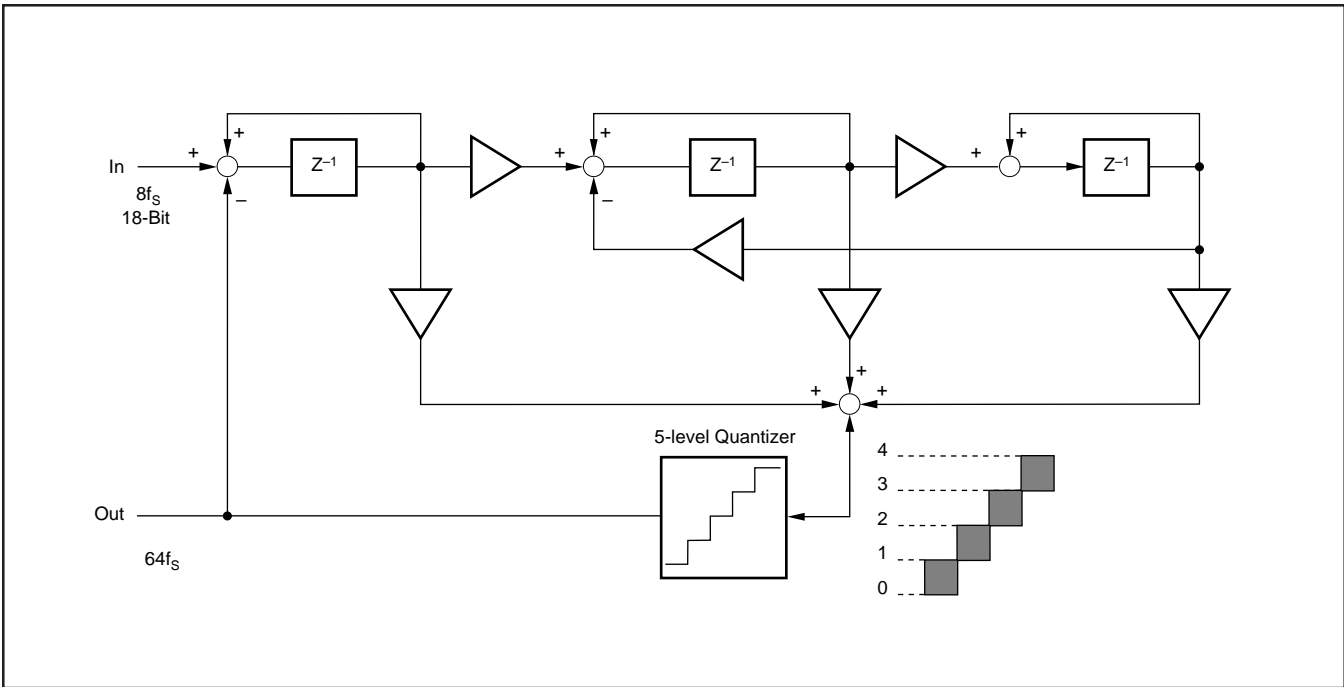 + + +
In + Z⁻¹ + Z⁻¹ + Z⁻¹
8fS
18-Bit
– –
+
+ +
5-level Quantizer
4
3
2
1
0
Out
64fS